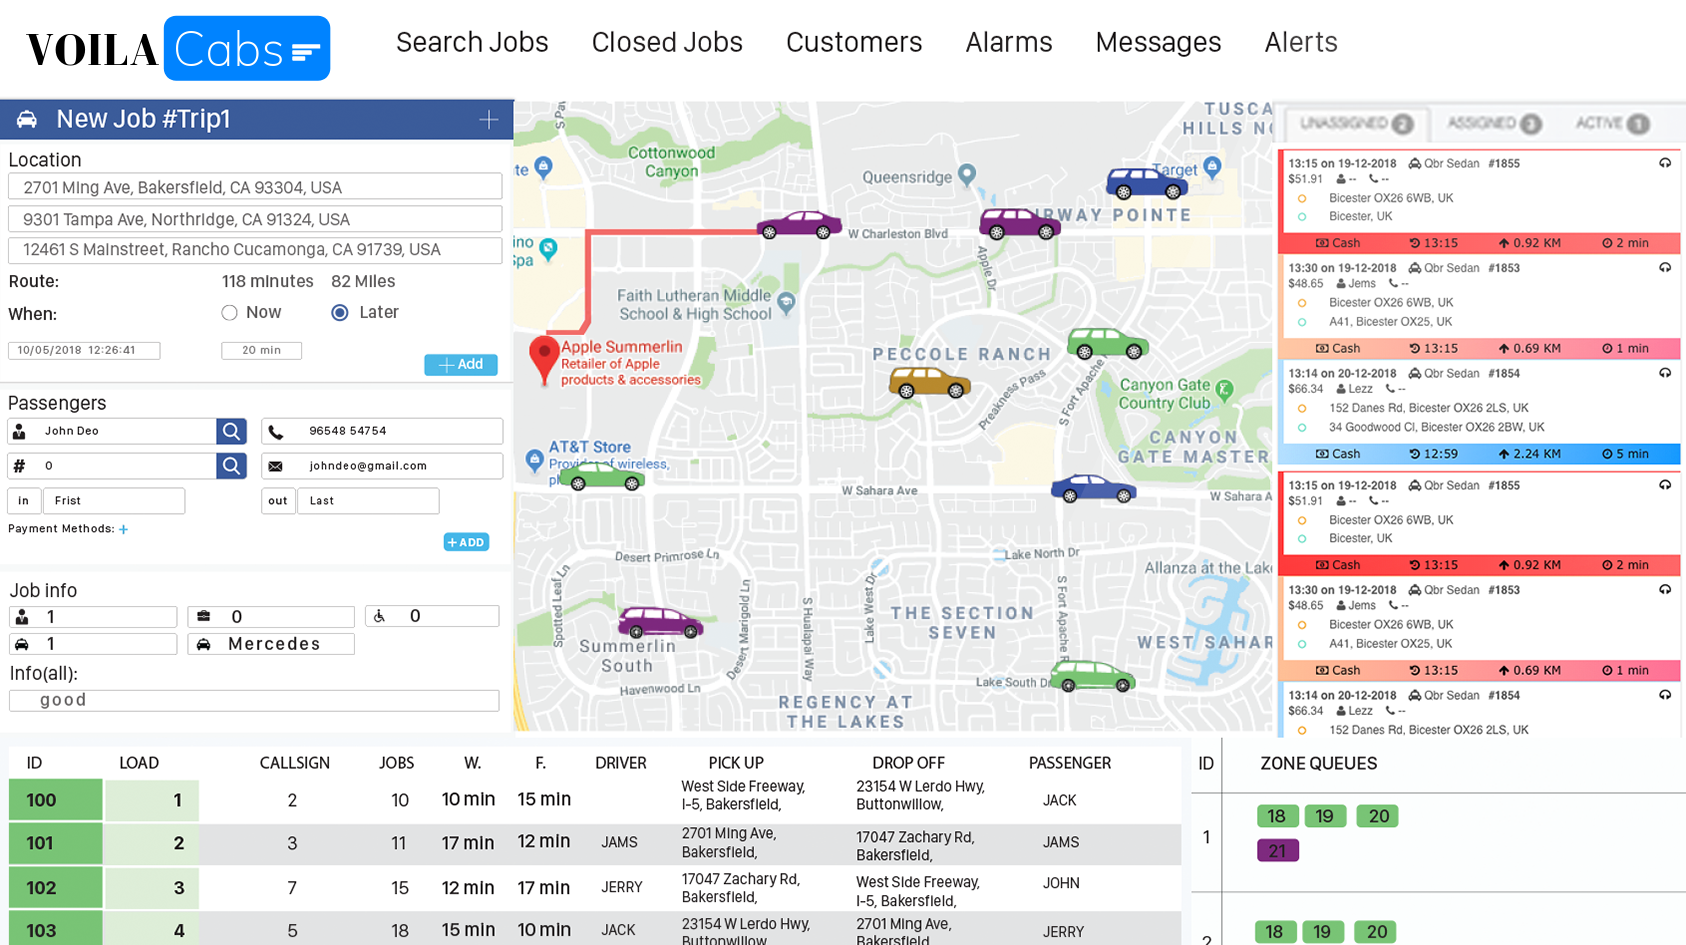 VOILA Cabs
Search Jobs Closed Jobs Customers Alarms Messages Alerts
New Job #Trip1
Location
2701 Ming Ave, Bakersfield, CA 93304, USA
9301 Tampa Ave, Northridge, CA 91324, USA
12461 S Mainstreet, Rancho Cucamonga, CA 91739, USA
Route: 118 minutes 82 Miles
When: Now Later
10/05/2018 12:26:41 20 min
+ Add
Passengers
John Deo 96548 54754
# 0 johndeo@gmail.com
in Frist out Last
Payment Methods: +
+ ADD
Job info
1 0 0
1 Mercedes
Info(all):
good
S Pav
TUSCA
HILLS NO
Cottonwood
Canyon
te
Queensridge
Target
RWAY POINTE
W Charleston Blvd
ino
Spa
Apple Dr
Faith Lutheran Middle
School & High School
Apple Summerlin
Retailer of Apple
products & accessories
PECCOLE RANCH
Preakness Pass
S Fort Apache
Canyon Gate
Country Club
AT&T Store
Provider of wireless,
CANYON
GATE MASTER
W Sahara Ave
W Sahara A
Desert Primrose Ln
Lake North Dr
Allanza at the Lake
Spotted Leaf Ln
Desert Marigold Ln
S Hualapai Way
Lake West Dr
S Fort Apache R
THE SECTION
SEVEN
WEST SAHAR
Summerlin
South
Lake South Dr
Havenwood Ln
REGENCY AT
THE LAKES
UNASSIGNED 2 ASSIGNED 3 ACTIVE 1
13:15 on 19-12-2018 Qbr Sedan #1855
$51.91 -- --
Bicester OX26 6WB, UK
Bicester, UK
Cash 13:15 0.92 KM 2 min
13:30 on 19-12-2018 Qbr Sedan #1853
$48.65 Jems --
Bicester OX26 6WB, UK
A41, Bicester OX25, UK
Cash 13:15 0.69 KM 1 min
13:14 on 20-12-2018 Qbr Sedan #1854
$66.34 Lezz --
152 Danes Rd, Bicester OX26 2LS, UK
34 Goodwood Cl, Bicester OX26 2BW, UK
Cash 12:59 2.24 KM 5 min
13:15 on 19-12-2018 Qbr Sedan #1855
$51.91 -- --
Bicester OX26 6WB, UK
Bicester, UK
Cash 13:15 0.92 KM 2 min
13:30 on 19-12-2018 Qbr Sedan #1853
$48.65 Jems --
Bicester OX26 6WB, UK
A41, Bicester OX25, UK
Cash 13:15 0.69 KM 1 min
13:14 on 20-12-2018 Qbr Sedan #1854
$66.34 Lezz --
152 Danes Rd, Bicester OX26 2LS, UK
ID LOAD CALLSIGN JOBS W. F. DRIVER PICK UP DROP OFF PASSENGER
100 1 2 10 10 min 15 min West Side Freeway, 23154 W Lerdo Hwy, JACK
I-5, Bakersfield, Buttonwillow,
101 2 3 11 17 min 12 min JAMS 2701 Ming Ave, 17047 Zachary Rd, JAMS
Bakersfield, Bakersfield,
102 3 7 15 12 min 17 min JERRY 17047 Zachary Rd, West Side Freeway, JOHN
Bakersfield, I-5, Bakersfield,
103 4 5 18 15 min 10 min JACK 23154 W Lerdo Hwy, 2701 Ming Ave, JERRY
Buttonwillow Bakersfield
ID ZONE QUEUES
1 18 19 20
21
2 18 19 20